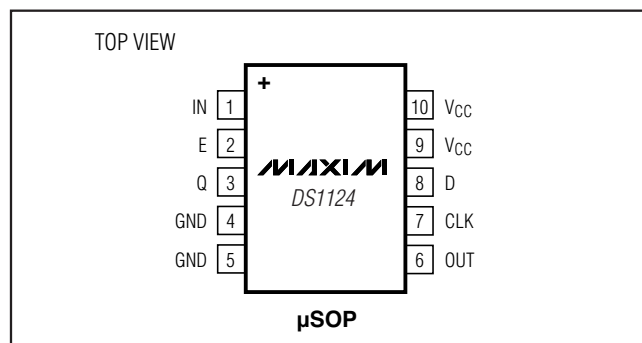 TOP VIEW
+
IN 1 10 VCC
E 2 9 VCC
MAXIM
Q 3 8 D
DS1124
GND 4 7 CLK
GND 5 6 OUT
µSOP